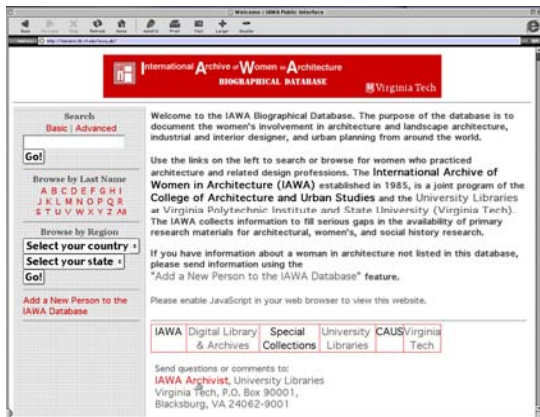 Welcome : IAWA Public Interface
International Archive of Women in Architecture
BIOGRAPHICAL DATABASE
Virginia Tech
Search
Basic | Advanced
Go!
Browse by Last Name
A B C D E F G H I
J K L M N O P Q R
S T U V W X Y Z All
Browse by Region
Select your country
Select your state
Go!
Add a New Person to the
IAWA Database
Welcome to the IAWA Biographical Database. The purpose of the database is to
document the women's involvement in architecture and landscape architecture,
industrial and interior designer, and urban planning from around the world.
Use the links on the left to search or browse for women who practiced
architecture and related design professions. The International Archive of
Women in Architecture (IAWA) established in 1985, is a joint program of the
College of Architecture and Urban Studies and the University Libraries
at Virginia Polytechnic Institute and State University (Virginia Tech).
The IAWA collects information to fill serious gaps in the availability of primary
research materials for architectural, women's, and social history research.
If you have information about a woman in architecture not listed in this database,
please send information using the
"Add a New Person to the IAWA Database" feature.
Please enable JavaScript in your web browser to view this website.
IAWA Digital Library Special University CAUS Virginia
& Archives Collections Libraries Tech
Send questions or comments to:
IAWA Archivist, University Libraries
Virginia Tech, P.O. Box 90001,
Blacksburg, VA 24062-9001